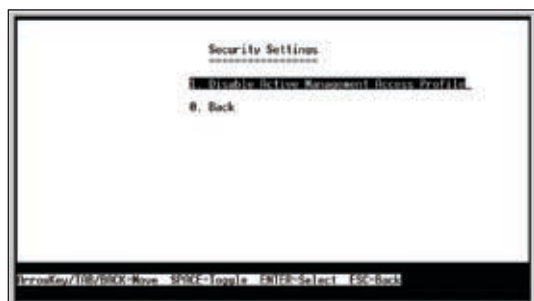 Security Settings
=================
1. Disable Active Management Access Profile
0. Back
ArrowKey/TAB/BACK-Move SPACE-Toggle ENTER-Select ESC-Back